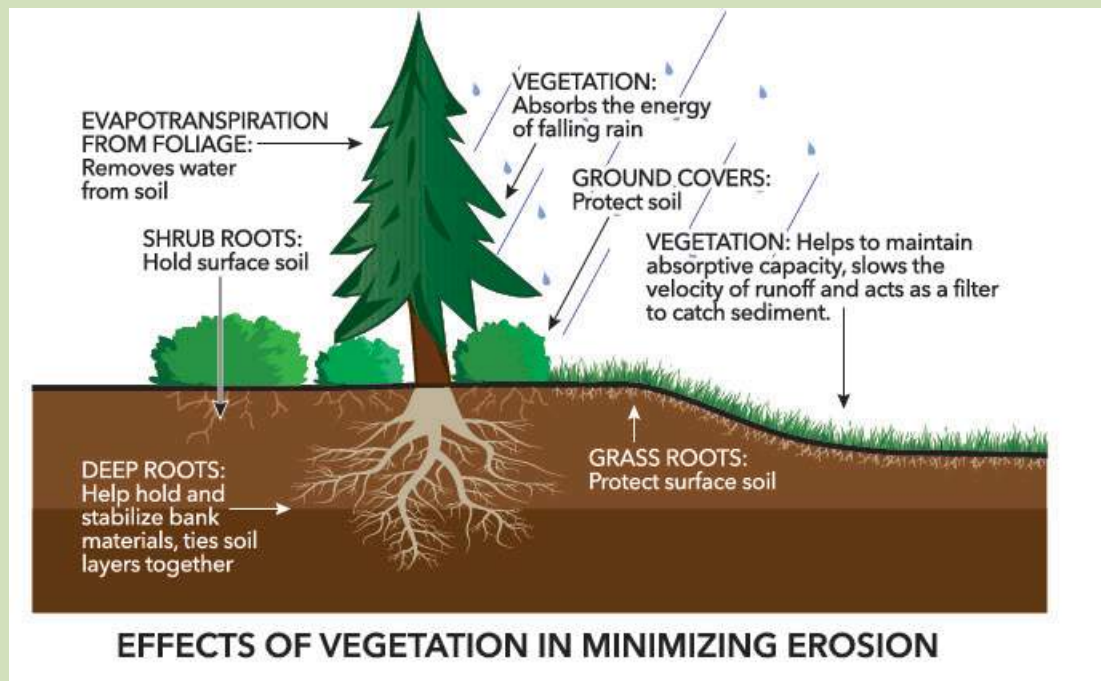 EVAPOTRANSPIRATION
FROM FOLIAGE:
Removes water
from soil
VEGETATION:
Absorbs the energy
of falling rain
GROUND COVERS:
Protect soil
SHRUB ROOTS:
Hold surface soil
VEGETATION: Helps to maintain
absorptive capacity, slows the
velocity of runoff and acts as a filter
to catch sediment.
DEEP ROOTS:
Help hold and
stabilize bank
materials, ties soil
layers together
GRASS ROOTS:
Protect surface soil
EFFECTS OF VEGETATION IN MINIMIZING EROSION